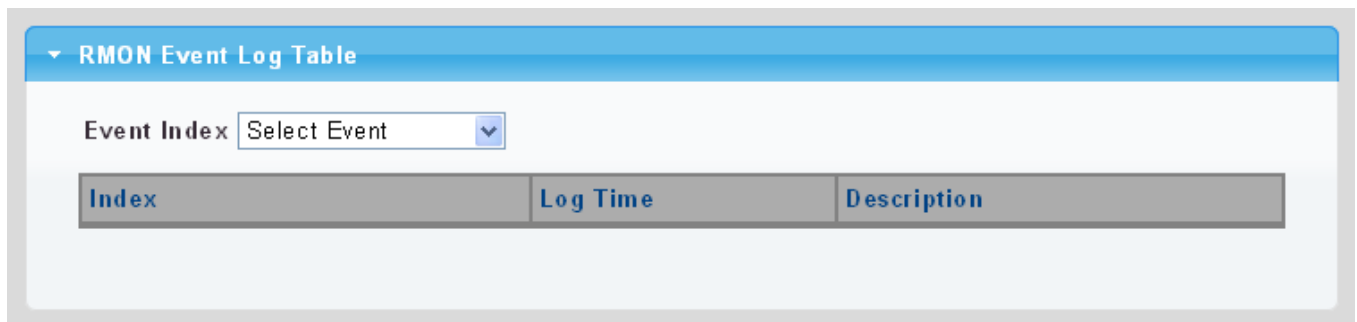 RMON Event Log Table
Event Index Select Event
Index Log Time Description